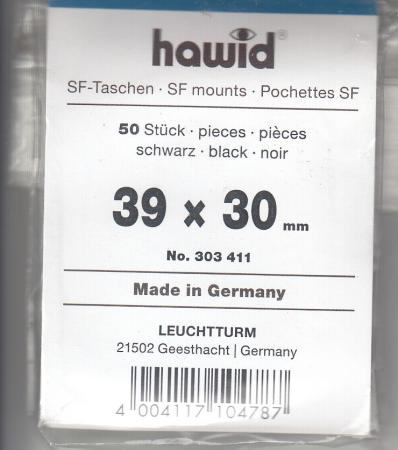 hawid®
SF-Taschen · SF mounts · Pochettes SF
50 Stück · pieces · pièces
schwarz · black · noir
39 x 30 mm
No. 303 411
Made in Germany
LEUCHTTURM
21502 Geesthacht | Germany
4 004117 104787